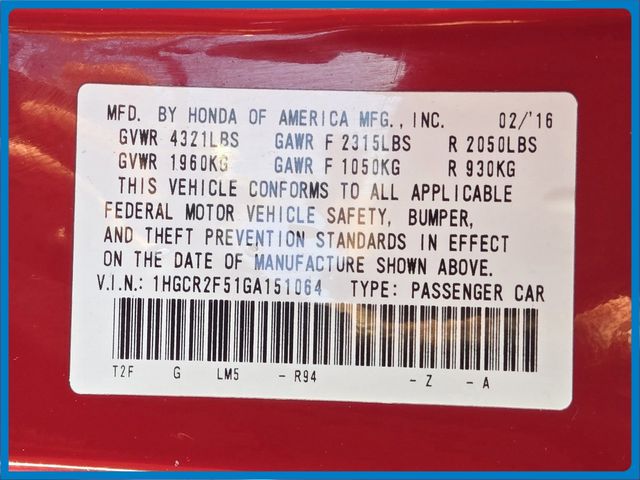 MFD. BY HONDA OF AMERICA MFG., INC. 02/'16
GVWR 4321LBS GAWR F 2315LBS R 2050LBS
GVWR 1960KG GAWR F 1050KG R 930KG
THIS VEHICLE CONFORMS TO ALL APPLICABLE
FEDERAL MOTOR VEHICLE SAFETY, BUMPER,
AND THEFT PREVENTION STANDARDS IN EFFECT
ON THE DATE OF MANUFACTURE SHOWN ABOVE.
V.I.N.: 1HGCR2F51GA151064 TYPE: PASSENGER CAR
T2F G LM5 - R94 - Z - A